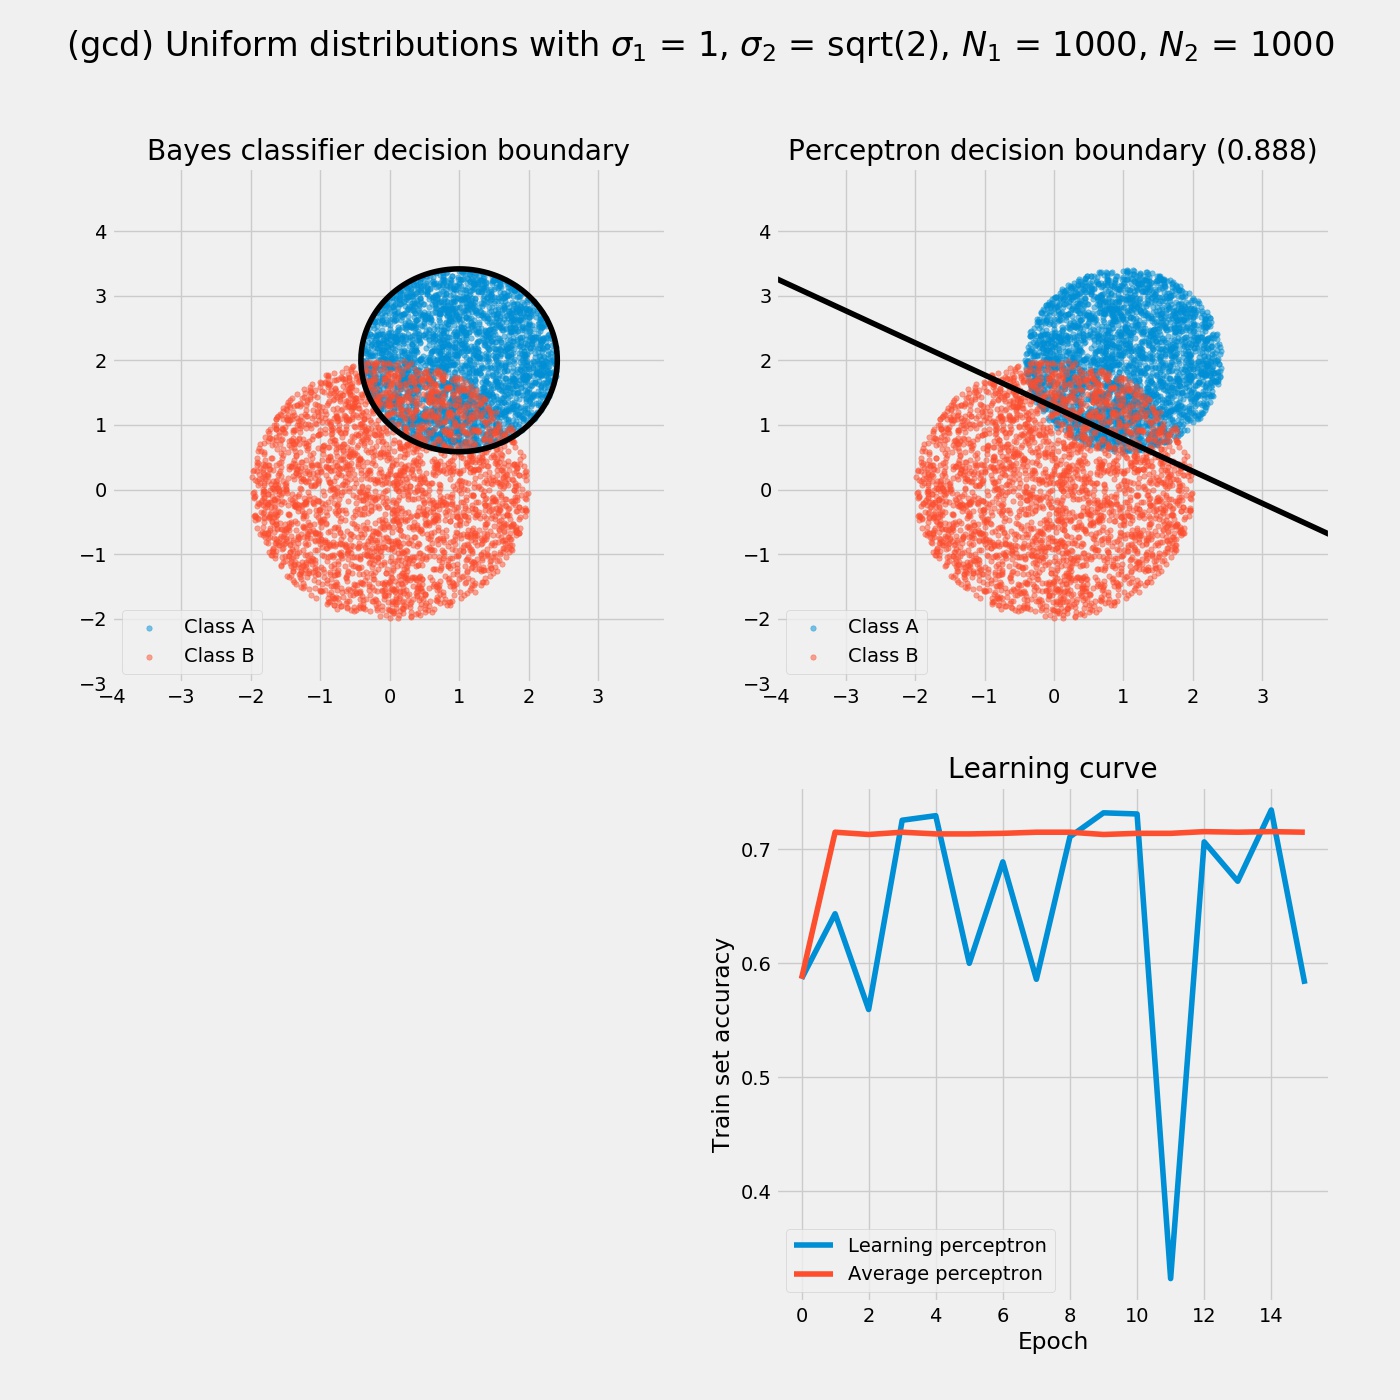 (gcd) Uniform distributions with σ₁ = 1, σ₂ = sqrt(2), N₁ = 1000, N₂ = 1000
Bayes classifier decision boundary
4
3
2
1
0
−1
−2
−3
Class A
Class B
−4 −3 −2 −1 0 1 2 3
Perceptron decision boundary (0.888)
4
3
2
1
0
−1
−2
−3
Class A
Class B
−4 −3 −2 −1 0 1 2 3
Learning curve
Train set accuracy
0.7
0.6
0.5
0.4
Learning perceptron
Average perceptron
0 2 4 6 8 10 12 14
Epoch